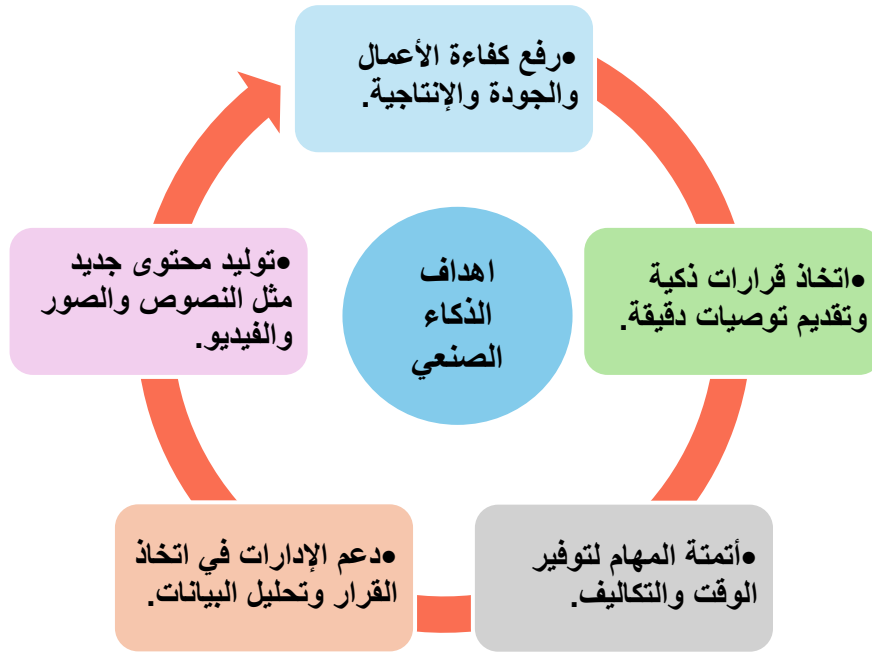 •رفع كفاءة الأعمال
والجودة والإنتاجية.
•اتخاذ قرارات ذكية
وتقديم توصيات دقيقة.
•أتمتة المهام لتوفير
الوقت والتكاليف.
•دعم الإدارات في اتخاذ
القرار وتحليل البيانات.
•توليد محتوى جديد
مثل النصوص والصور
والفيديو.
اهداف
الذكاء
الصنعي